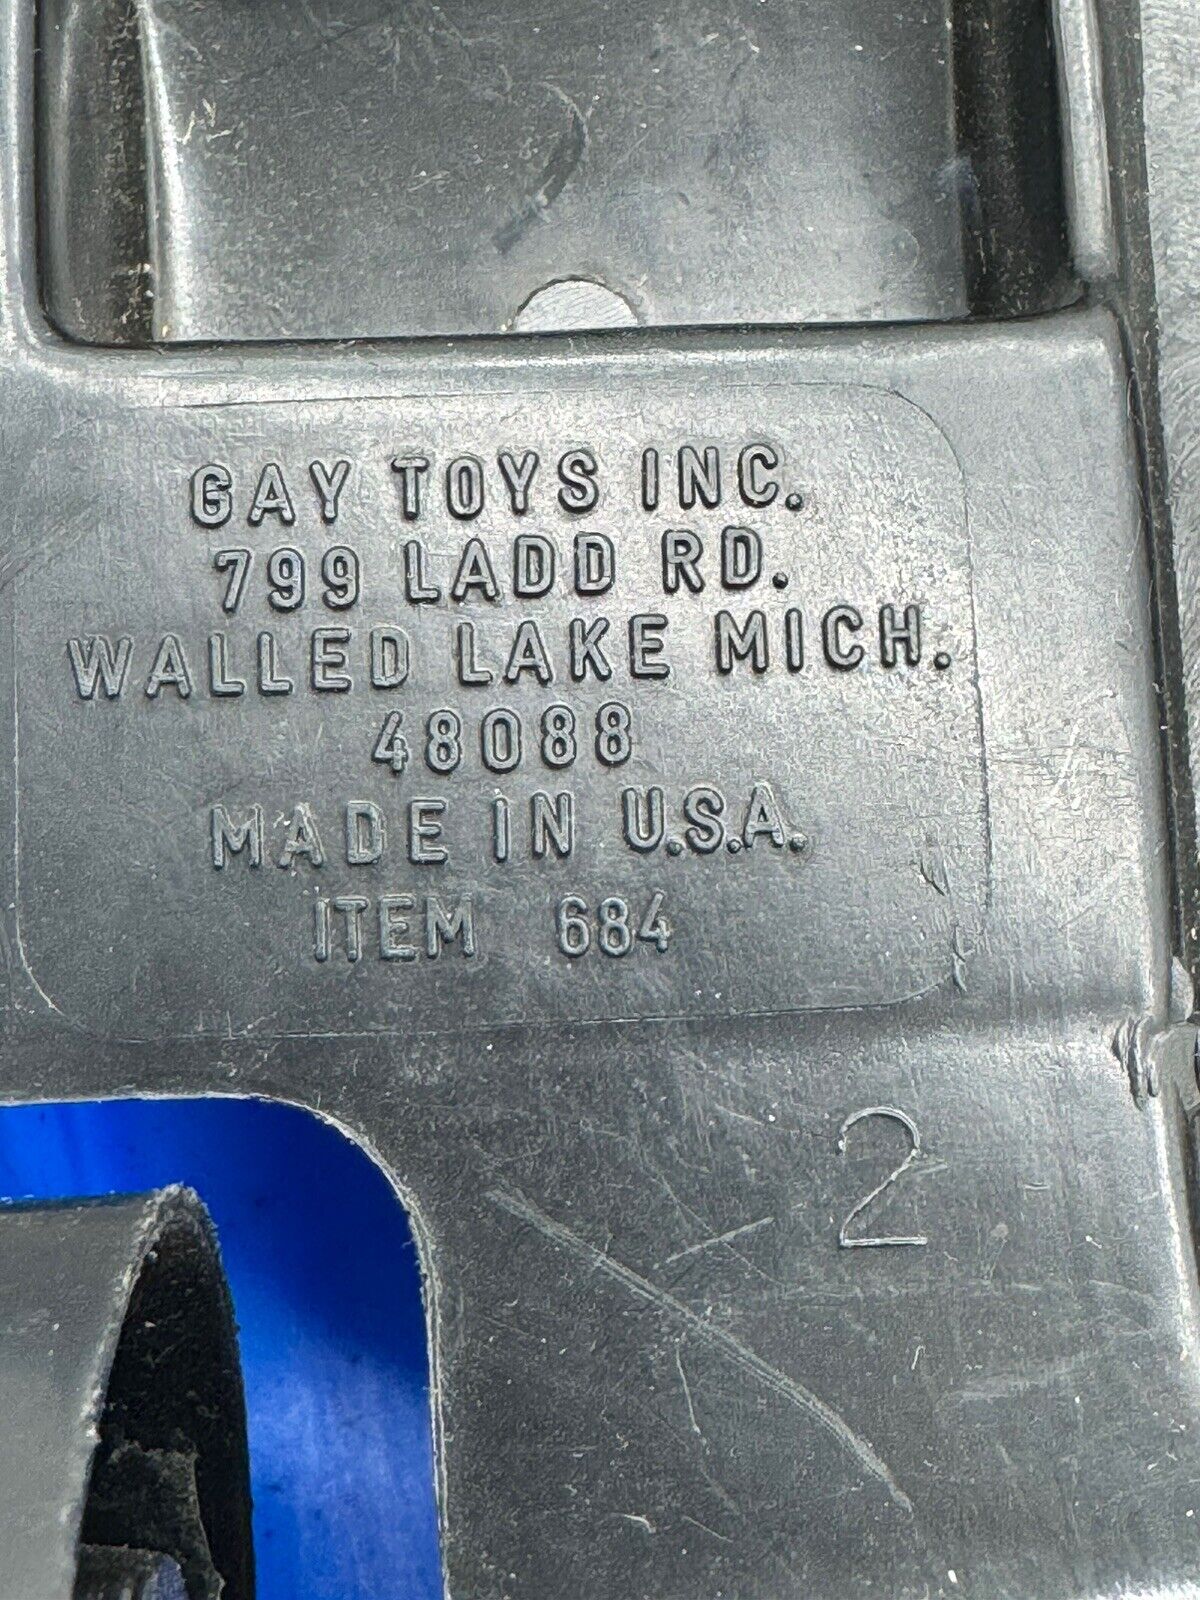 GAY TOYS INC.
799 LADD RD.
WALLED LAKE MICH.
48088
MADE IN U.S.A.
ITEM 684
2